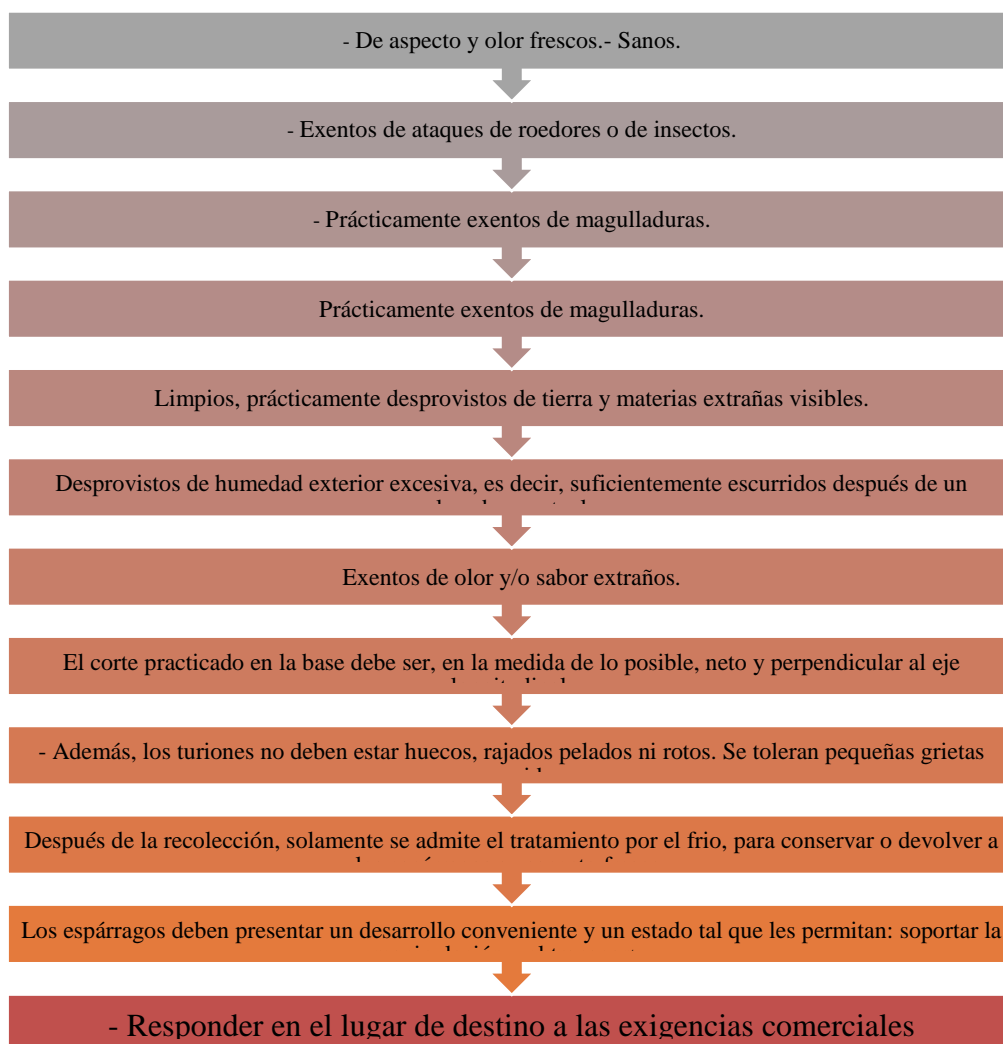 - De aspecto y olor frescos.- Sanos.
- Exentos de ataques de roedores o de insectos.
- Prácticamente exentos de magulladuras.
Prácticamente exentos de magulladuras.
Limpios, prácticamente desprovistos de tierra y materias extrañas visibles.
Desprovistos de humedad exterior excesiva, es decir, suficientemente escurridos después de un
Exentos de olor y/o sabor extraños.
El corte practicado en la base debe ser, en la medida de lo posible, neto y perpendicular al eje
- Además, los turiones no deben estar huecos, rajados pelados ni rotos. Se toleran pequeñas grietas
Después de la recolección, solamente se admite el tratamiento por el frio, para conservar o devolver a
Los espárragos deben presentar un desarrollo conveniente y un estado tal que les permitan: soportar la
- Responder en el lugar de destino a las exigencias comerciales